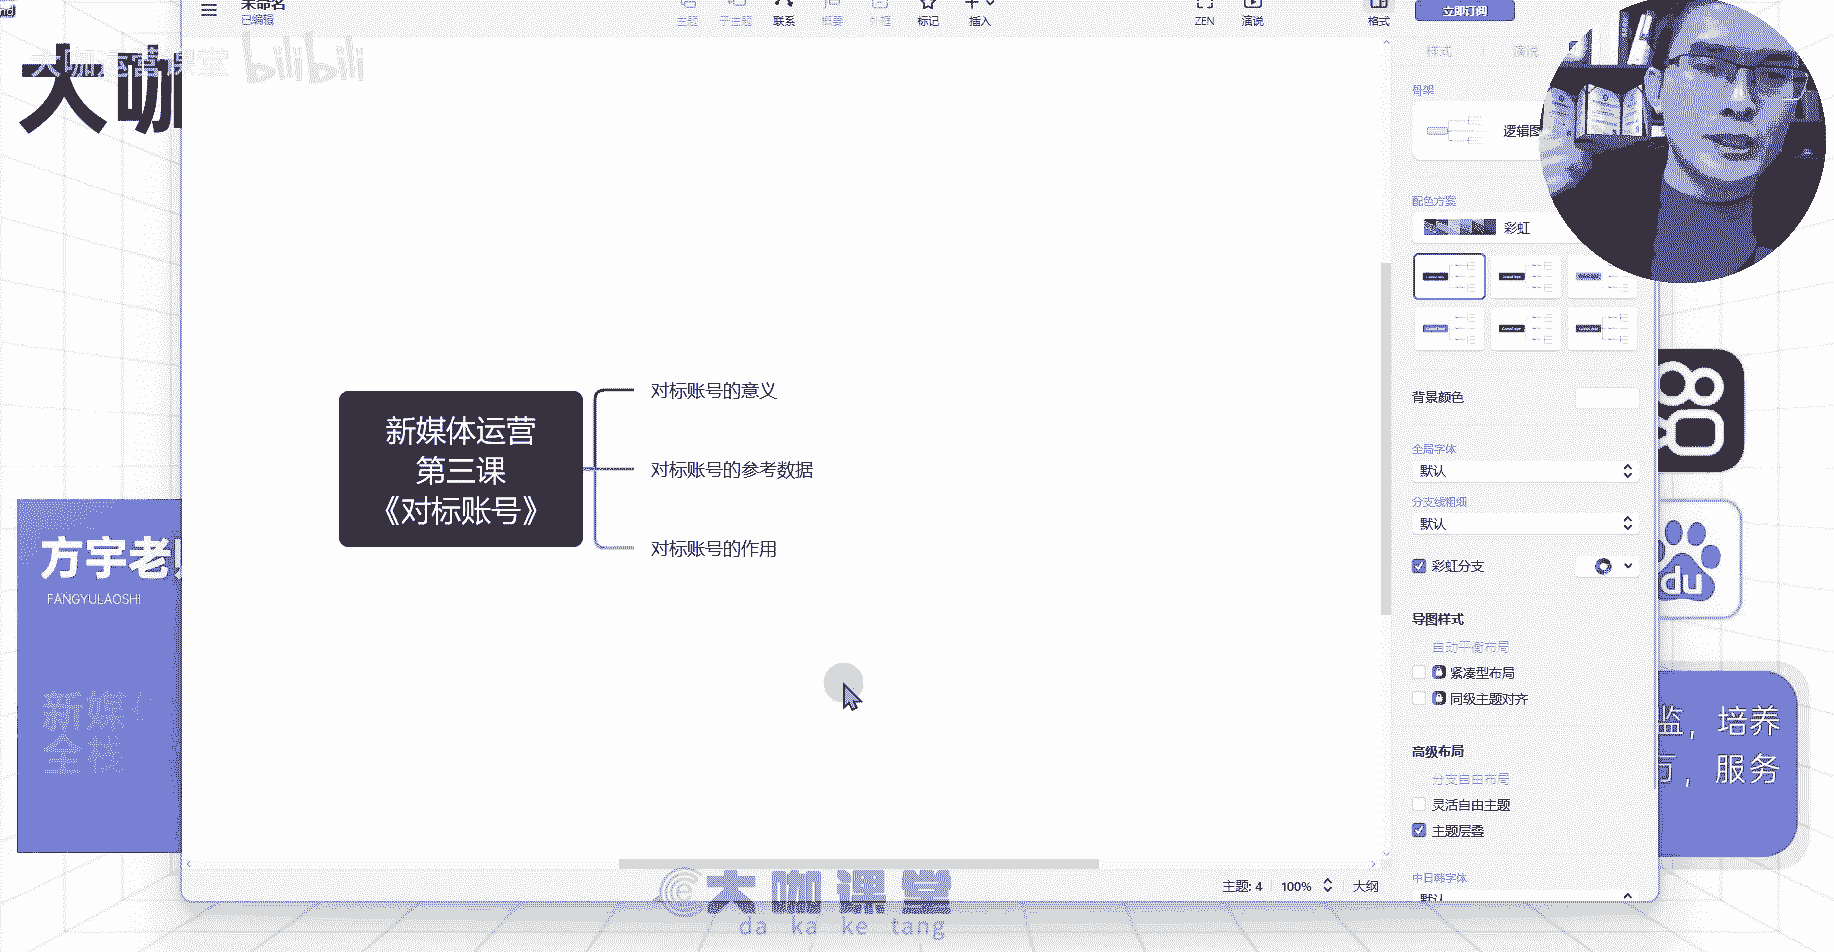 未命名
已编辑
主题
子主题
联系
概要
外框
标记
插入
ZEN
演说
格式
立即订阅
大咖运营课堂
bilibili
大咖
样式
演说
骨架
逻辑图
配色方案
彩虹
对标账号的意义
新媒体运营
第三课
《对标账号》
对标账号的参考数据
对标账号的作用
背景颜色
全局字体
默认
分支线粗细
默认
彩虹分支
du
方宇老师
FANGYULAOSHI
导图样式
自动平衡布局
紧凑型布局
同级主题对齐
新媒体
全栈
监，培养
万，服务
高级布局
分支自由布局
灵活自由主题
主题层叠
中日韩字体
默认
主题: 4
100%
大纲
大咖课堂
da ka ke tang